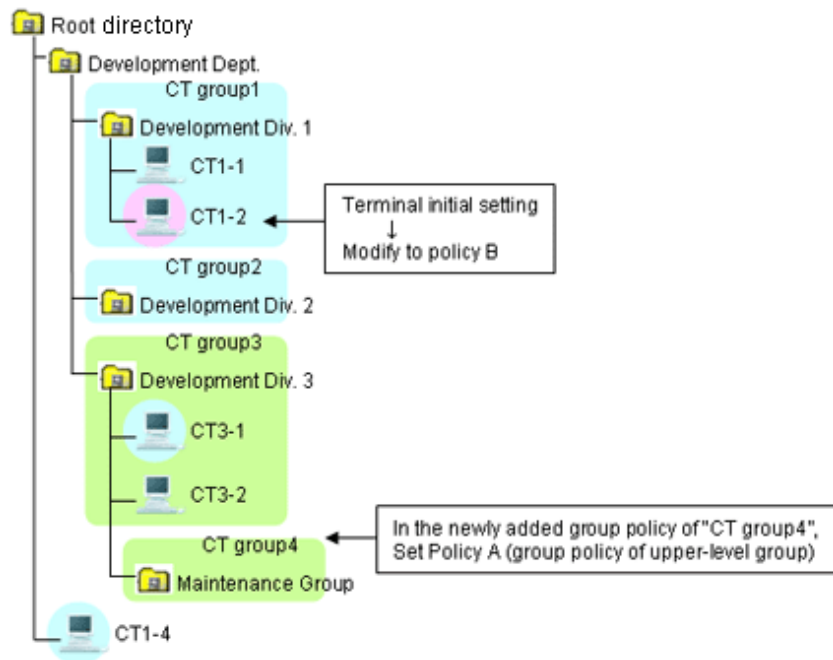 Root directory
Development Dept.
CT group1
Development Div. 1
CT1-1
CT1-2
Terminal initial setting
↓
Modify to policy B
CT group2
Development Div. 2
CT group3
Development Div. 3
CT3-1
CT3-2
In the newly added group policy of "CT group4",
Set Policy A (group policy of upper-level group)
CT group4
Maintenance Group
CT1-4